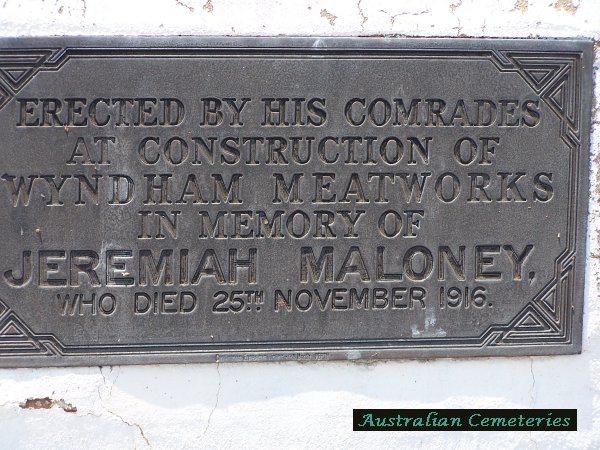 ERECTED BY HIS COMRADES
AT CONSTRUCTION OF
WYNDHAM MEATWORKS
IN MEMORY OF
JEREMIAH MALONEY,
WHO DIED 25TH NOVEMBER 1916.
Australian Cemeteries